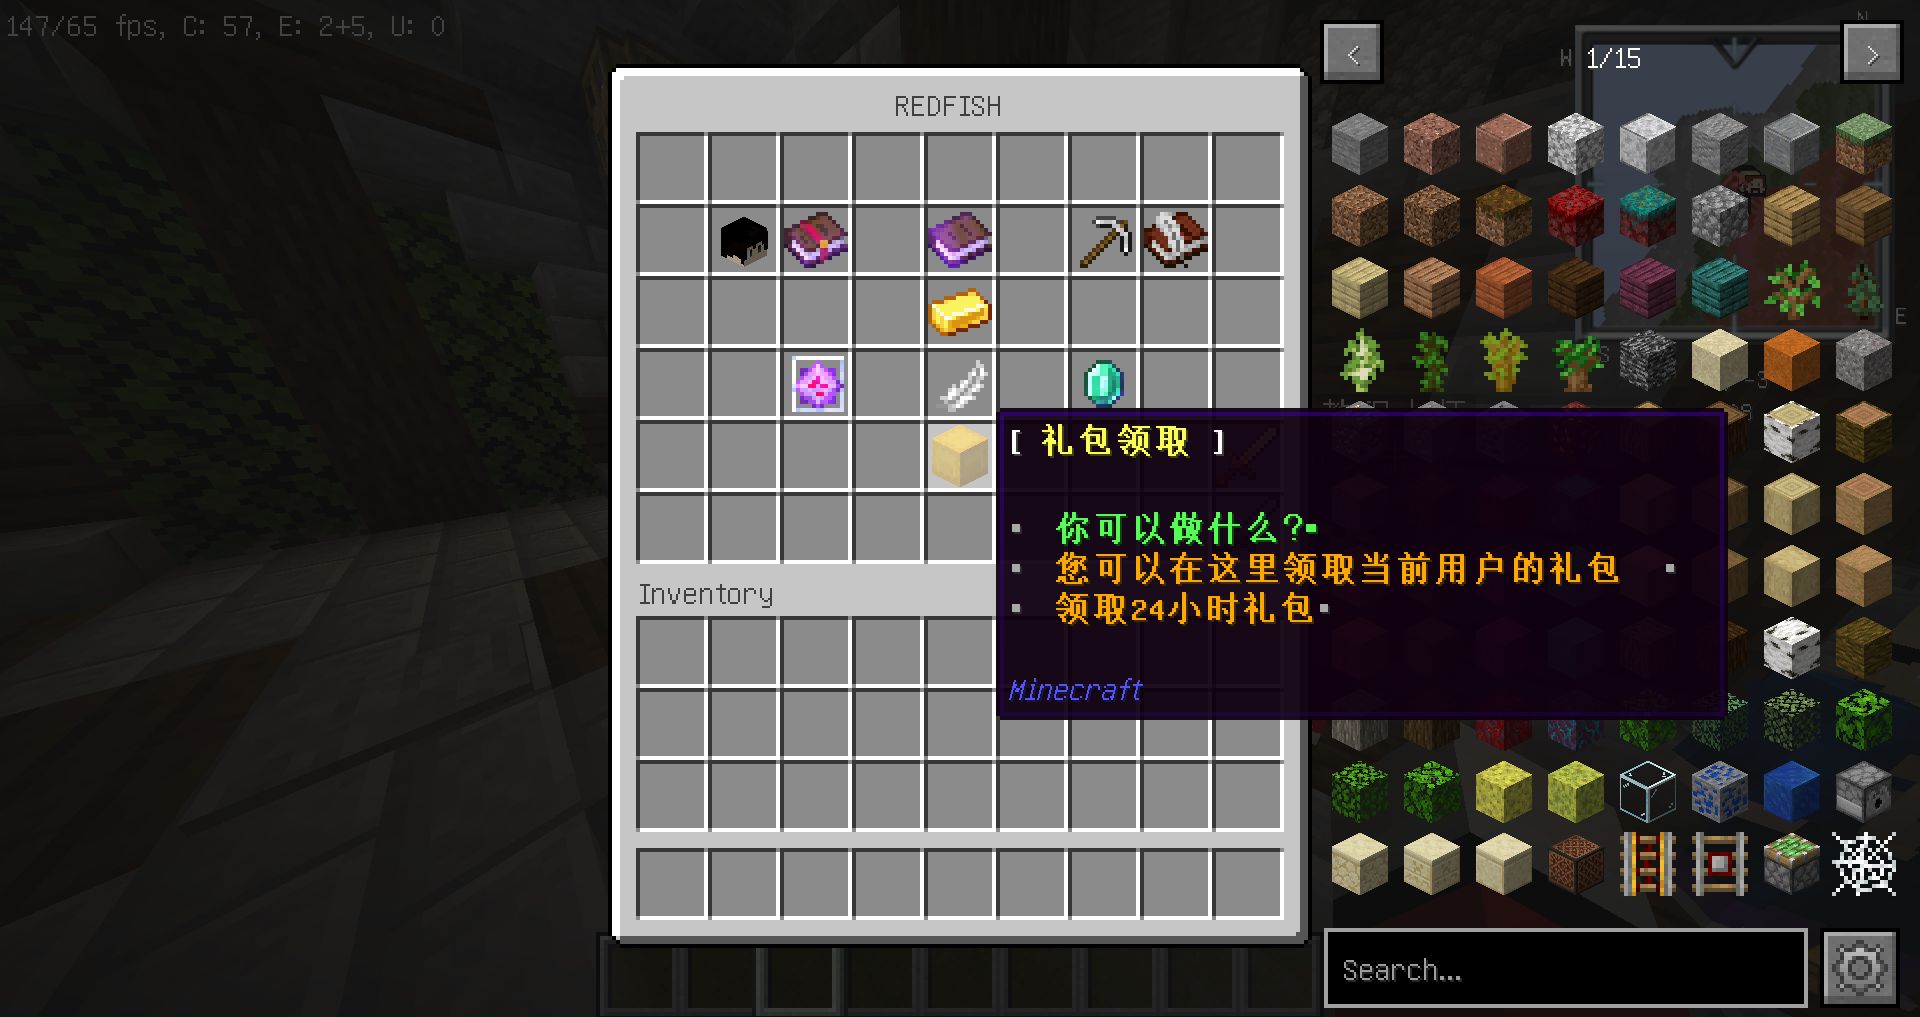 147/65 fps, C: 57, E: 2+5, U: 0
N
W
1/15
REDFISH
E
S
[ 礼包领取 ]
· 你可以做什么?·
· 您可以在这里领取当前用户的礼包 ·
· 领取24小时礼包·
Inventory
Minecraft
Search...